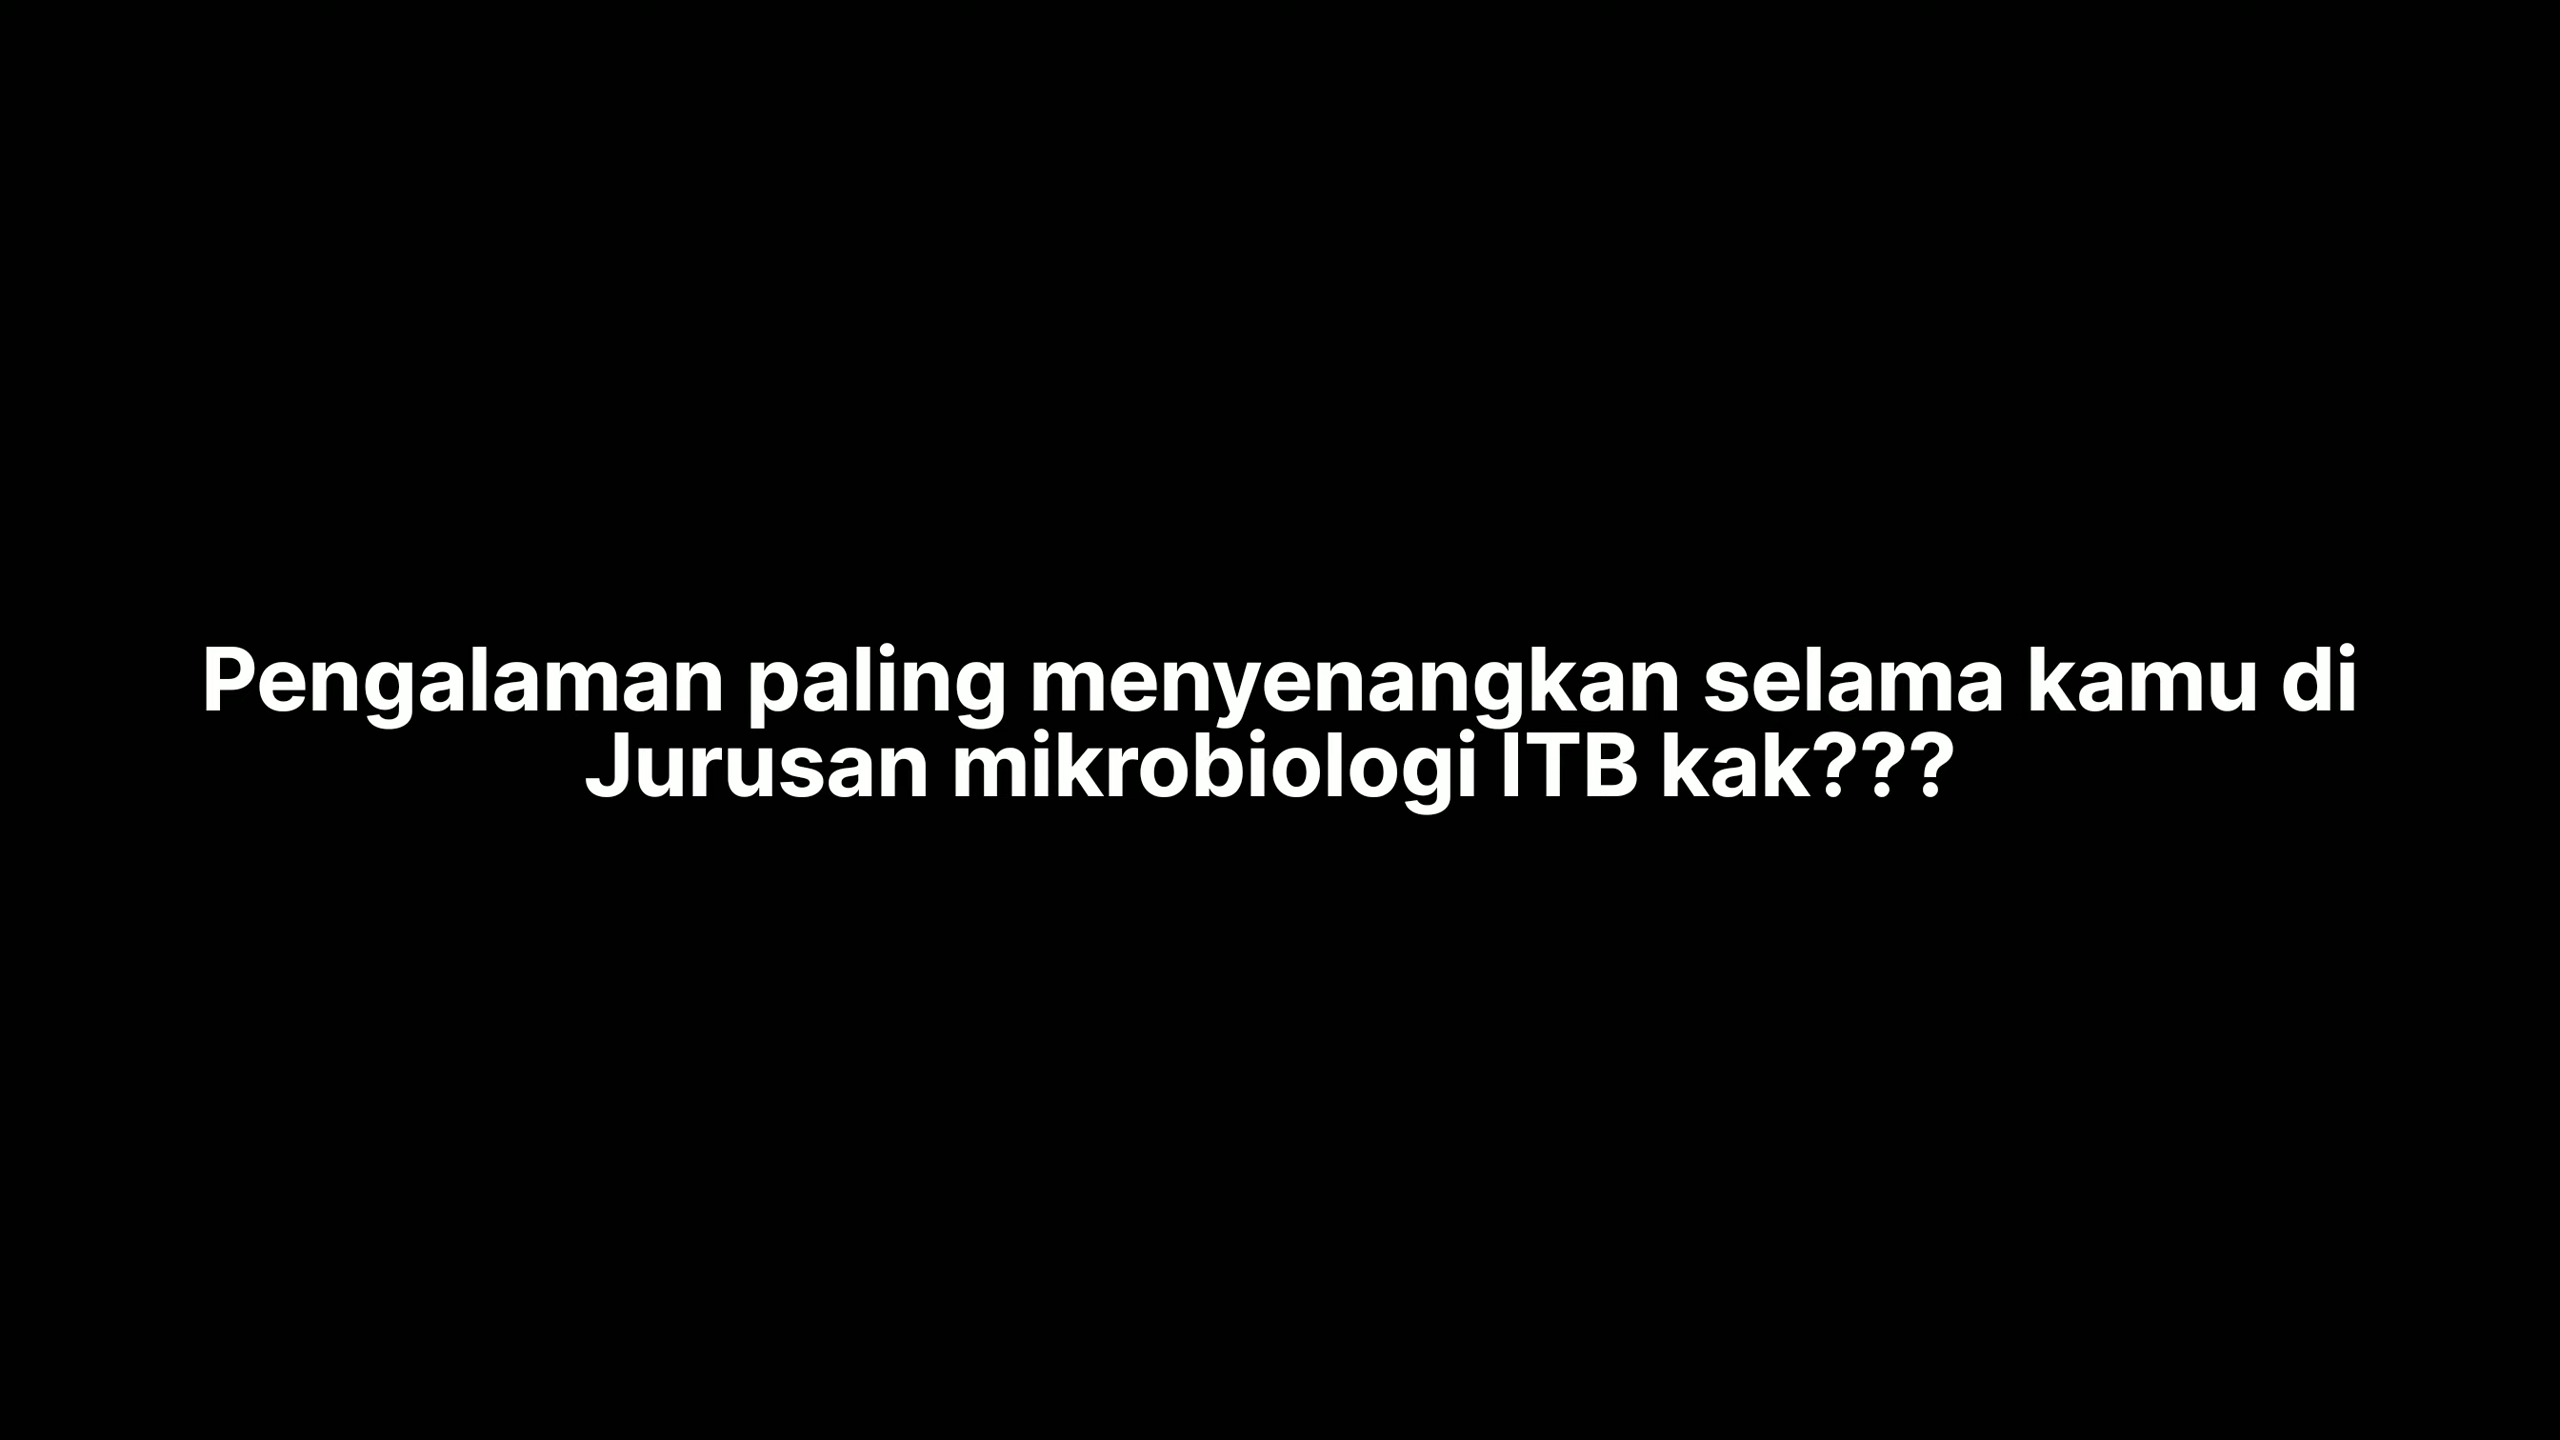 Pengalaman paling menyenangkan selama kamu di
Jurusan mikrobiologi ITB kak???